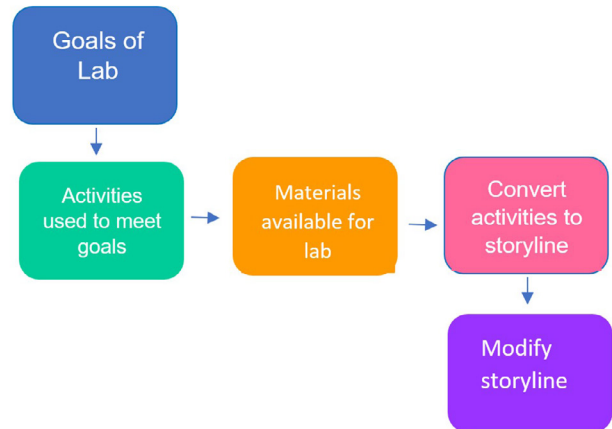 Goals of
Lab
Activities
used to meet
goals
Materials
available for
lab
Convert
activities to
storyline
Modify
storyline